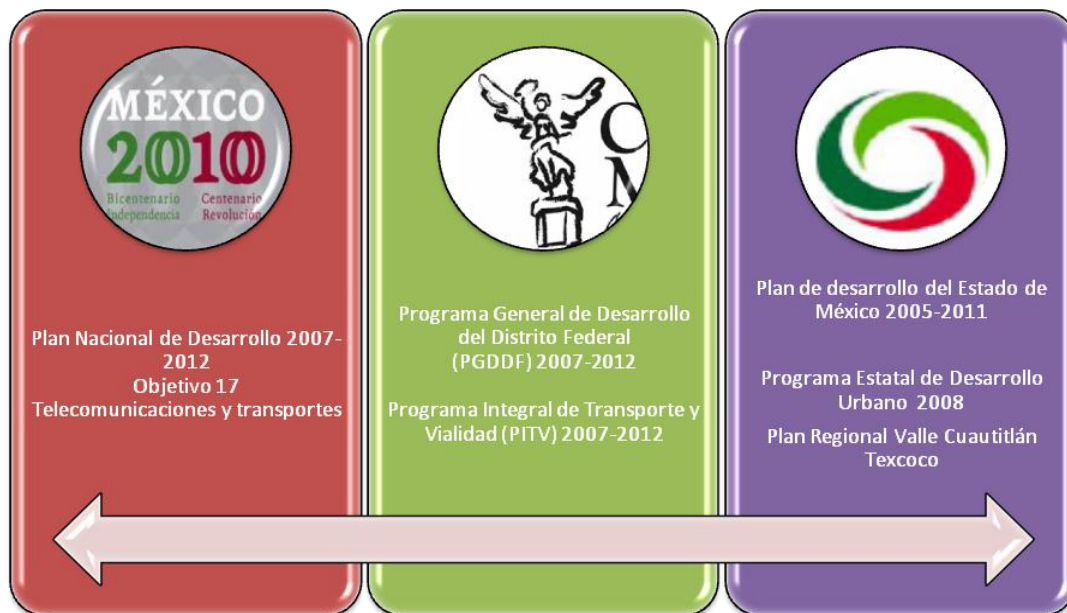 MÉXICO
2010
Bicentenario
Independencia
Centenario
Revolución
Plan Nacional de Desarrollo 2007-
2012
Objetivo 17
Telecomunicaciones y transportes
Programa General de Desarrollo
del Distrito Federal
(PGDDF) 2007-2012
Programa Integral de Transporte y
Vialidad (PITV) 2007-2012
Plan de desarrollo del Estado de
México 2005-2011
Programa Estatal de Desarrollo
Urbano 2008
Plan Regional Valle Cuautitlán
Texcoco